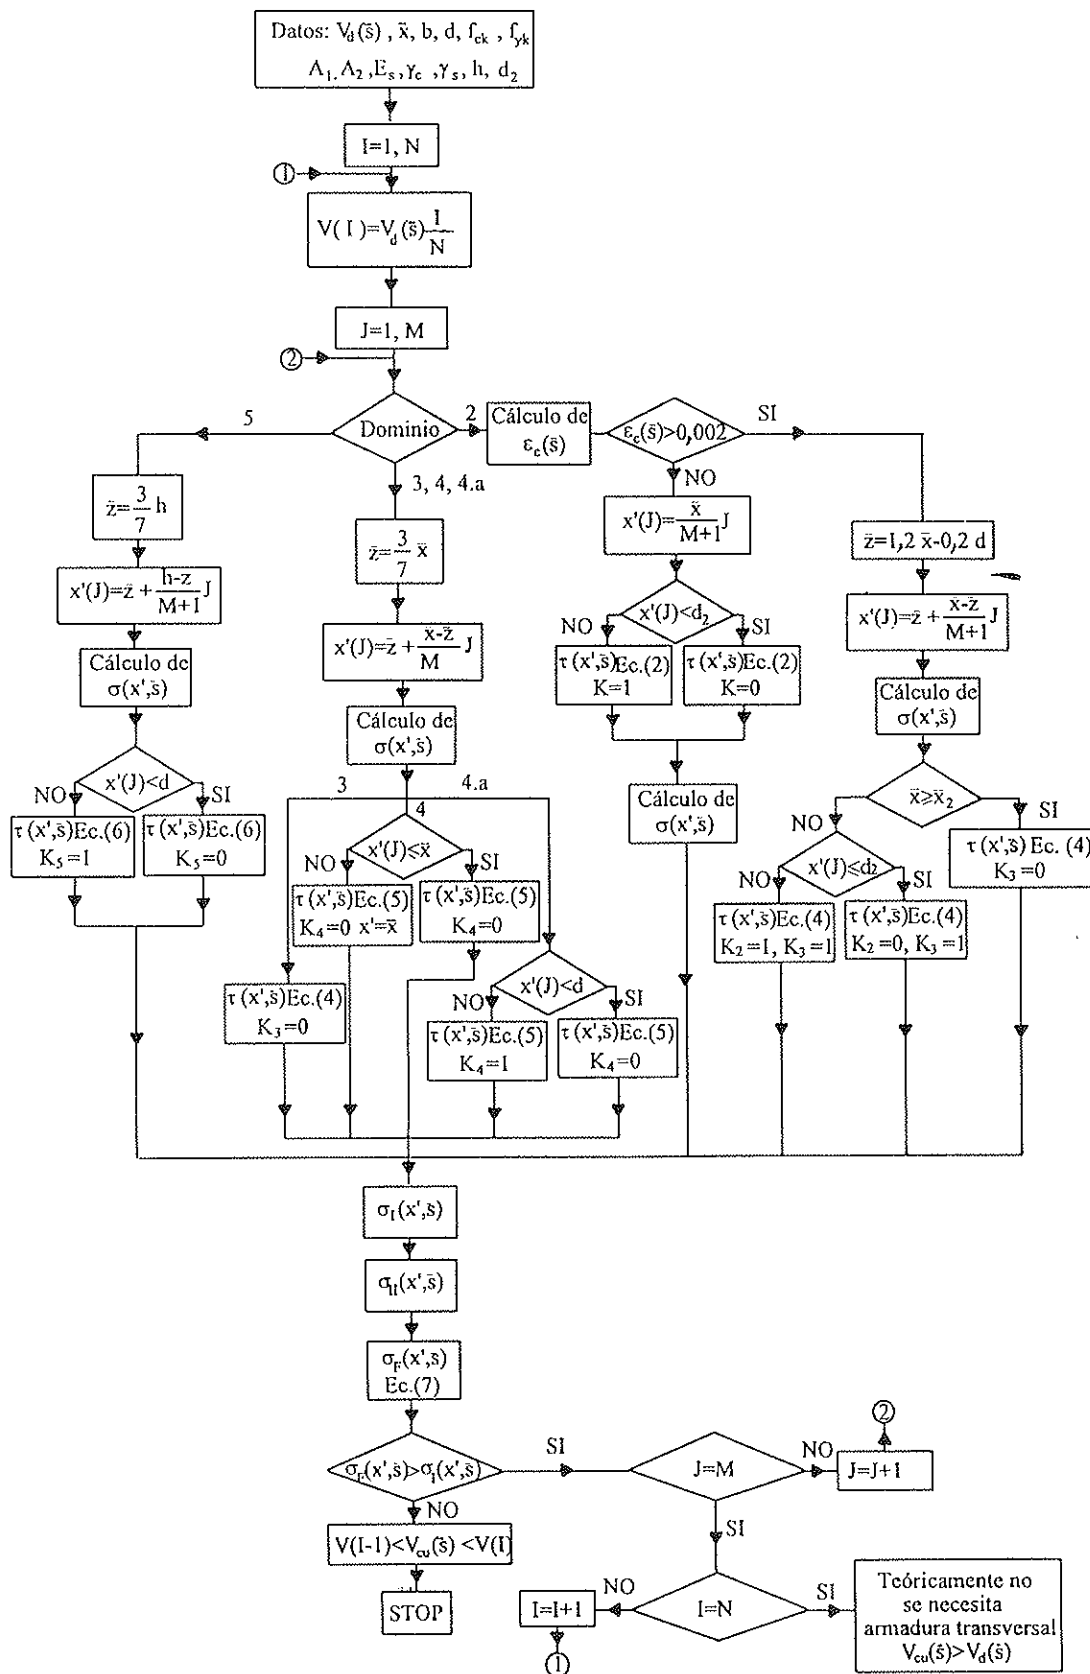 Datos: V_d(s̄) , x̄, b, d, f_ck , f_yk
A_1, A_2 ,E_s,γ_c ,γ_s, h, d_2
I=1, N
1
V( I )=V_d(s̄) I/N
J=1, M
2
5
Dominio
2
Cálculo de
ε_c(s̄)
ε_c(s̄)>0,002
SI
NO
3, 4, 4.a
z̄=3/7 h
z̄=3/7 x̄
x'(J)=x̄/(M+1) J
z̄=1,2 x̄-0,2 d
x'(J)=z̄ + (h-z)/(M+1) J
x'(J)=z̄ + (x̄-z̄)/M J
x'(J)<d_2
NO
SI
x'(J)=z̄ + (x̄-z̄)/(M+1) J
Cálculo de
σ(x',s̄)
Cálculo de
σ(x',s̄)
τ(x',s̄)Ec.(2)
K=1
τ(x',s̄)Ec.(2)
K=0
Cálculo de
σ(x',s̄)
x'(J)<d
NO
SI
3
4
4.a
Cálculo de
σ(x',s̄)
x̄≥x̄_2
NO
SI
τ(x',s̄)Ec.(6)
K_5=1
τ(x',s̄)Ec.(6)
K_5=0
x'(J)≤x̄
NO
SI
x'(J)≤d_2
NO
SI
τ(x',s̄) Ec. (4)
K_3=0
τ(x',s̄)Ec.(5)
K_4=0 x'=x̄
τ(x',s̄)Ec.(5)
K_4=0
τ(x',s̄)Ec.(4)
K_2=1, K_3=1
τ(x',s̄)Ec.(4)
K_2=0, K_3=1
τ(x',s̄)Ec.(4)
K_3=0
x'(J)<d
NO
SI
τ(x',s̄)Ec.(5)
K_4=1
τ(x',s̄)Ec.(5)
K_4=0
σ_I(x',s̄)
σ_II(x',s̄)
σ_F(x',s̄)
Ec.(7)
σ_F(x',s̄)>σ_I(x',s̄)
SI
NO
J=M
NO
J=J+1
2
SI
V(I-1)<V_cu(s̄) <V(I)
STOP
I=N
NO
I=I+1
1
SI
Teóricamente no
se necesita
armadura transversal
V_cu(s̄)>V_d(s̄)